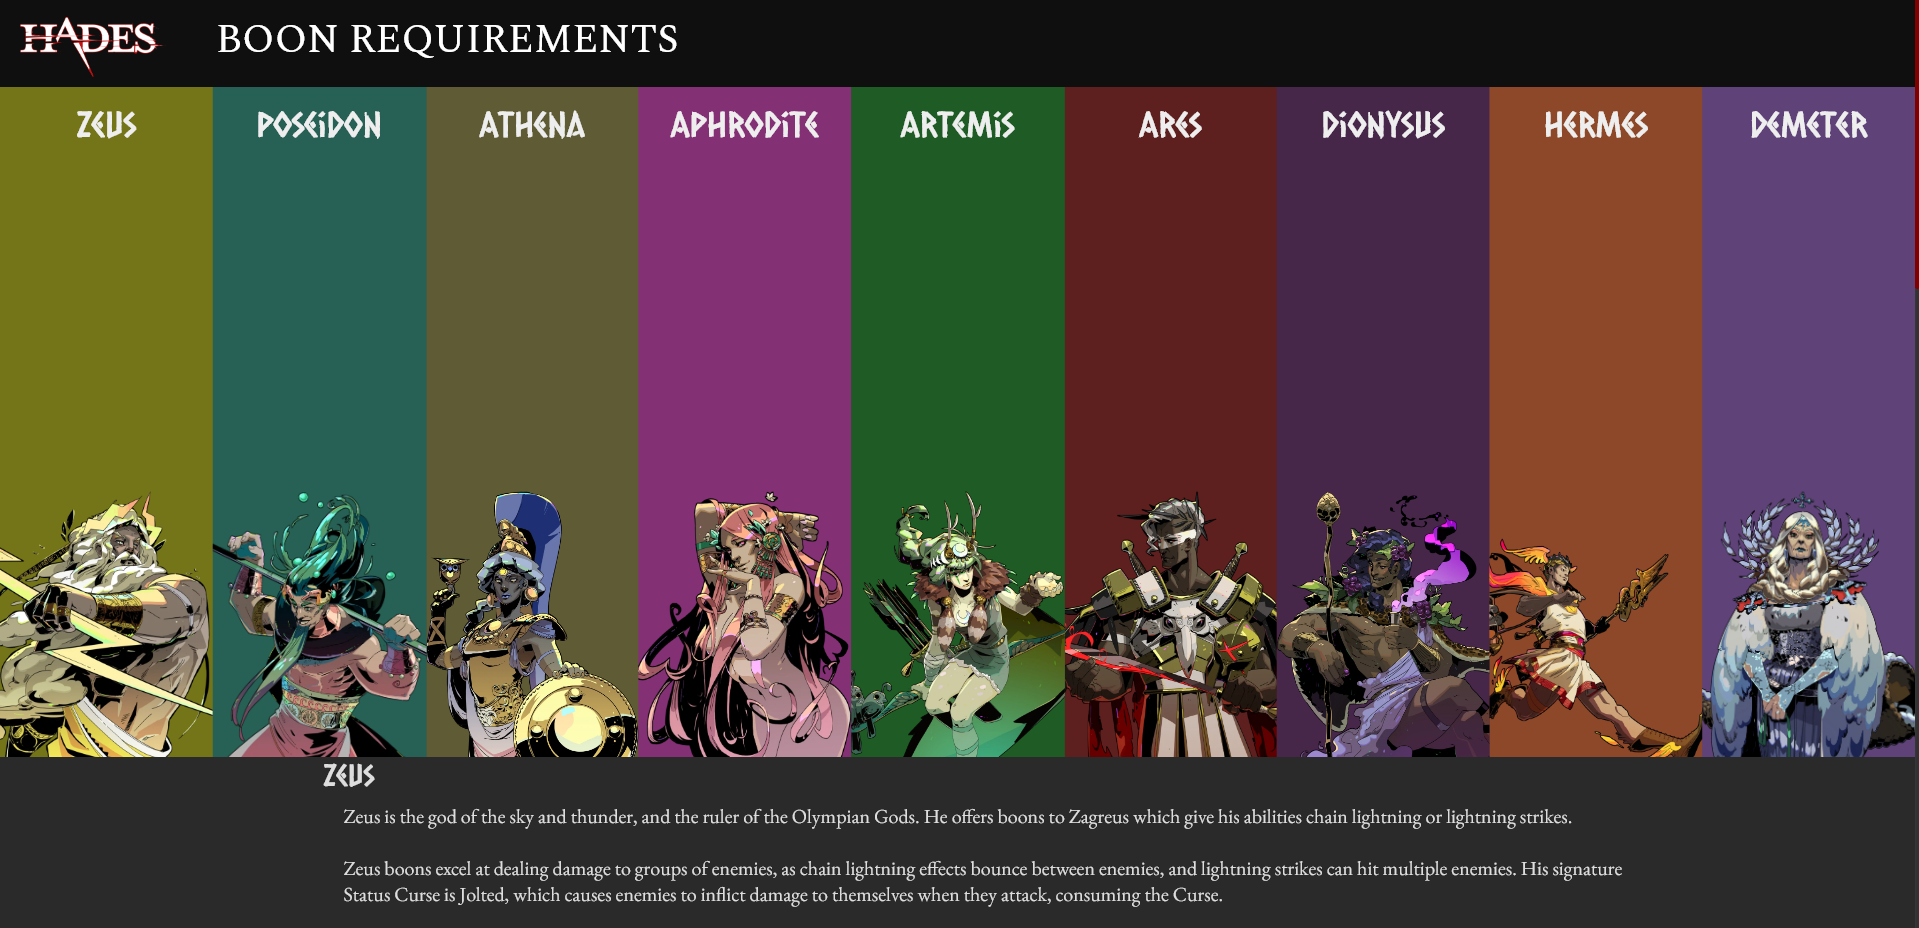 HADES
BOON REQUIREMENTS
ZEUS
POSEiDON
ATHENA
APHRODiTE
ARTEMiS
ARES
DiONYSUS
HERMES
DEMETER
ZEUS
Zeus is the god of the sky and thunder, and the ruler of the Olympian Gods. He offers boons to Zagreus which give his abilities chain lightning or lightning strikes.
Zeus boons excel at dealing damage to groups of enemies, as chain lightning effects bounce between enemies, and lightning strikes can hit multiple enemies. His signature
Status Curse is Jolted, which causes enemies to inflict damage to themselves when they attack, consuming the Curse.